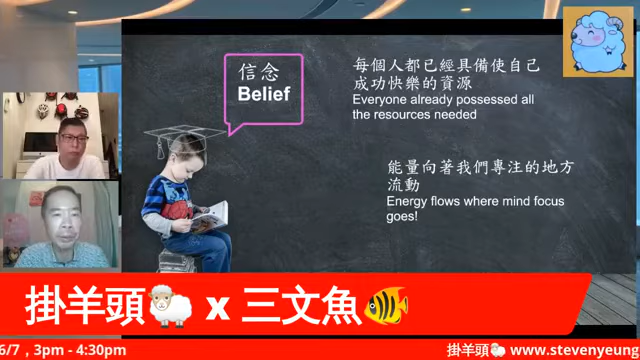 信念
Belief
每個人都已經具備使自己
成功快樂的資源
Everyone already possessed all
the resources needed
能量向著我們專注的地方
流動
Energy flows where mind focus
goes!
掛羊頭🐑 x 三文魚🐠
6/7，3pm - 4:30pm
掛羊頭🐑 www.stevenyeung